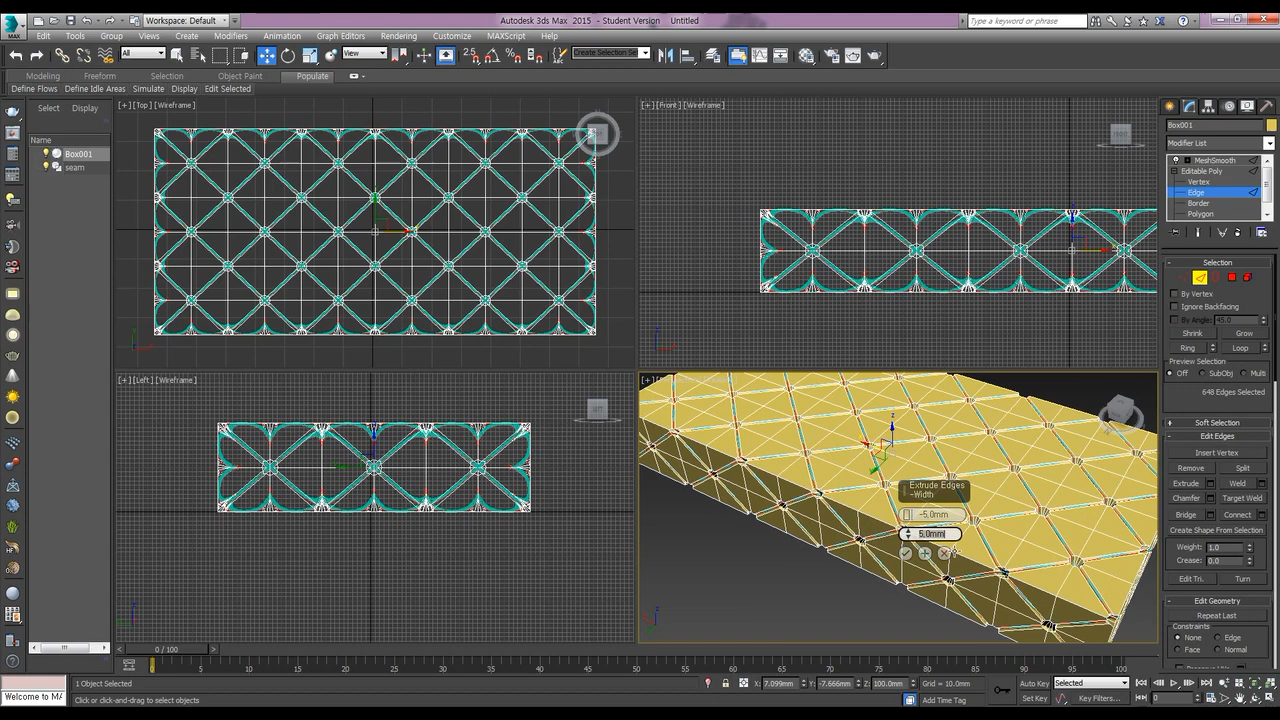 MAX
Workspace: Default
Autodesk 3ds Max 2015 - Student Version Untitled
Type a keyword or phrase
Edit Tools Group Views Create Modifiers Animation Graph Editors Rendering Customize MAXScript Help
All
View
Create Selection Se
Modeling Freeform Selection Object Paint Populate
Define Flows Define Idle Areas Simulate Display Edit Selected
Select Display
Name
Box001
seam
[+] [Top] [Wireframe]
[+] [Front] [Wireframe]
FRONT
[+] [Left] [Wireframe]
LEFT
[+]
Extrude Edges
-Width
-5.0mm
5.0mm
Box001
Modifier List
MeshSmooth
Editable Poly
Vertex
Edge
Border
Polygon
Selection
By Vertex
Ignore Backfacing
By Angle: 45.0
Shrink Grow
Ring Loop
Preview Selection
Off SubObj Multi
648 Edges Selected
Soft Selection
Edit Edges
Insert Vertex
Remove Split
Extrude Weld
Chamfer Target Weld
Bridge Connect
Create Shape From Selection
Weight: 1.0
Crease: 0.0
Edit Tri. Turn
Edit Geometry
Repeat Last
Constraints
None Edge
Face Normal
0 / 100
0 5 10 15 20 25 30 35 40 45 50 55 60 65 70 75 80 85 90 95 100
1 Object Selected
X: 7.099mm Y: -7.666mm Z: 100.0mm Grid = 10.0mm
Auto Key Selected
Welcome to MA
Click or click-and-drag to select objects
Add Time Tag
Set Key Key Filters...
0